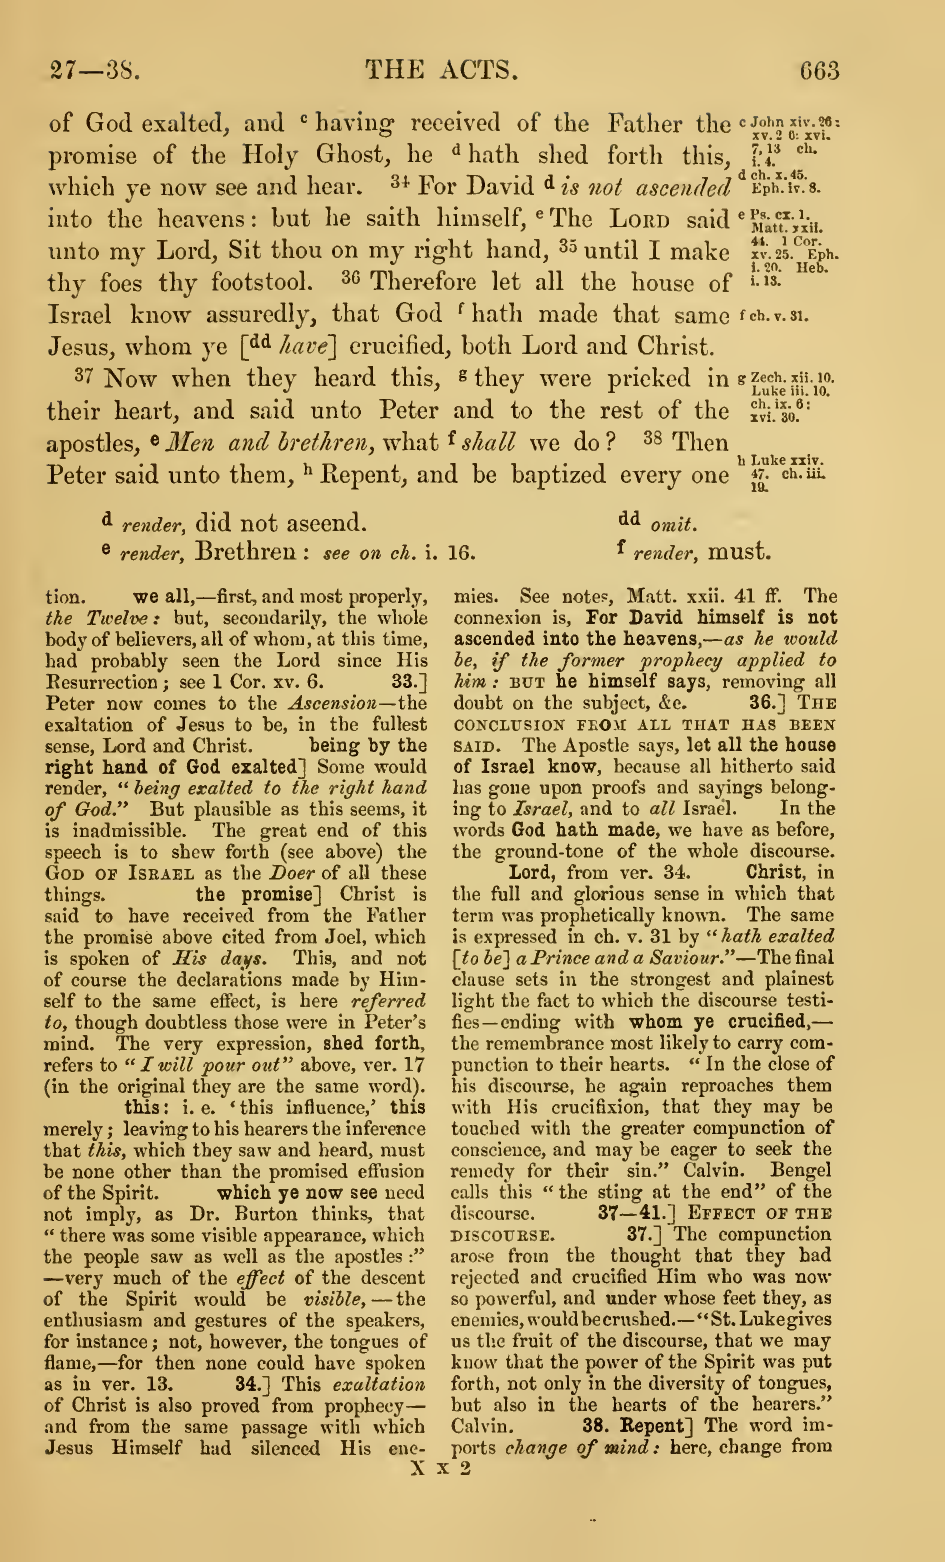 27—38.
THE ACTS.
663
of God exalted, and c having received of the Father the
promise of the Holy Ghost, he d hath shed forth this,
which ye now see and hear. 34 For David d is not ascended
into the heavens: but he saith himself, e The LORD said
unto my Lord, Sit thou on my right hand, 35 until I make
thy foes thy footstool. 36 Therefore let all the house of
Israel know assuredly, that God f hath made that same
Jesus, whom ye [dd have] crucified, both Lord and Christ.
37 Now when they heard this, g they were pricked in
their heart, and said unto Peter and to the rest of the
apostles, e Men and brethren, what f shall we do? 38 Then
Peter said unto them, h Repent, and be baptized every one
c John xiv. 26:
xv. 2 6: xvi.
7, 13 ch.
i. 4.
d ch. x. 45.
Eph. iv. 8.
e Ps. cx. 1.
Matt. xxii.
44. 1 Cor.
xv. 25. Eph.
i. 20. Heb.
i. 13.
f ch. v. 31.
g Zech. xii. 10.
Luke iii. 10.
ch. ix. 6:
xvi. 30.
h Luke xxiv.
47. ch. iii.
19.
d render, did not aseend.
e render, Brethren: see on ch. i. 16.
dd omit.
f render, must.
tion. we all,—first, and most properly,
the Twelve: but, secondarily, the whole
body of believers, all of whom, at this time,
had probably seen the Lord since His
Resurrection; see 1 Cor. xv. 6. 33.]
Peter now comes to the Ascension—the
exaltation of Jesus to be, in the fullest
sense, Lord and Christ. being by the
right hand of God exalted] Some would
render, "being exalted to the right hand
of God." But plausible as this seems, it
is inadmissible. The great end of this
speech is to shew forth (see above) the
GOD OF ISRAEL as the Doer of all these
things. the promise] Christ is
said to have received from the Father
the promise above cited from Joel, which
is spoken of His days. This, and not
of course the declarations made by Him-
self to the same effect, is here referred
to, though doubtless those were in Peter's
mind. The very expression, shed forth,
refers to "I will pour out" above, ver. 17
(in the original they are the same word).
this: i. e. 'this influence,' this
merely; leaving to his hearers the inference
that this, which they saw and heard, must
be none other than the promised effusion
of the Spirit. which ye now see need
not imply, as Dr. Burton thinks, that
"there was some visible appearance, which
the people saw as well as the apostles:"
—very much of the effect of the descent
of the Spirit would be visible,—the
enthusiasm and gestures of the speakers,
for instance; not, however, the tongues of
flame,—for then none could have spoken
as in ver. 13. 34.] This exaltation
of Christ is also proved from prophecy—
and from the same passage with which
Jesus Himself had silenced His ene-
mies. See notes, Matt. xxii. 41 ff. The
connexion is, For David himself is not
ascended into the heavens,—as he would
be, if the former prophecy applied to
him: BUT he himself says, removing all
doubt on the subject, &c. 36.] THE
CONCLUSION FROM ALL THAT HAS BEEN
SAID. The Apostle says, let all the house
of Israel know, because all hitherto said
has gone upon proofs and sayings belong-
ing to Israel, and to all Israel. In the
words God hath made, we have as before,
the ground-tone of the whole discourse.
Lord, from ver. 34. Christ, in
the full and glorious sense in which that
term was prophetically known. The same
is expressed in ch. v. 31 by "hath exalted
[to be] a Prince and a Saviour."—The final
clause sets in the strongest and plainest
light the fact to which the discourse testi-
fies—ending with whom ye crucified,—
the remembrance most likely to carry com-
punction to their hearts. "In the close of
his discourse, he again reproaches them
with His crucifixion, that they may be
touched with the greater compunction of
conscience, and may be eager to seek the
remedy for their sin." Calvin. Bengel
calls this "the sting at the end" of the
discourse. 37—41.] EFFECT OF THE
DISCOURSE. 37.] The compunction
arose from the thought that they had
rejected and crucified Him who was now
so powerful, and under whose feet they, as
enemies, would be crushed.—"St. Luke gives
us the fruit of the discourse, that we may
know that the power of the Spirit was put
forth, not only in the diversity of tongues,
but also in the hearts of the hearers."
Calvin. 38. Repent] The word im-
ports change of mind: here, change from
X x 2